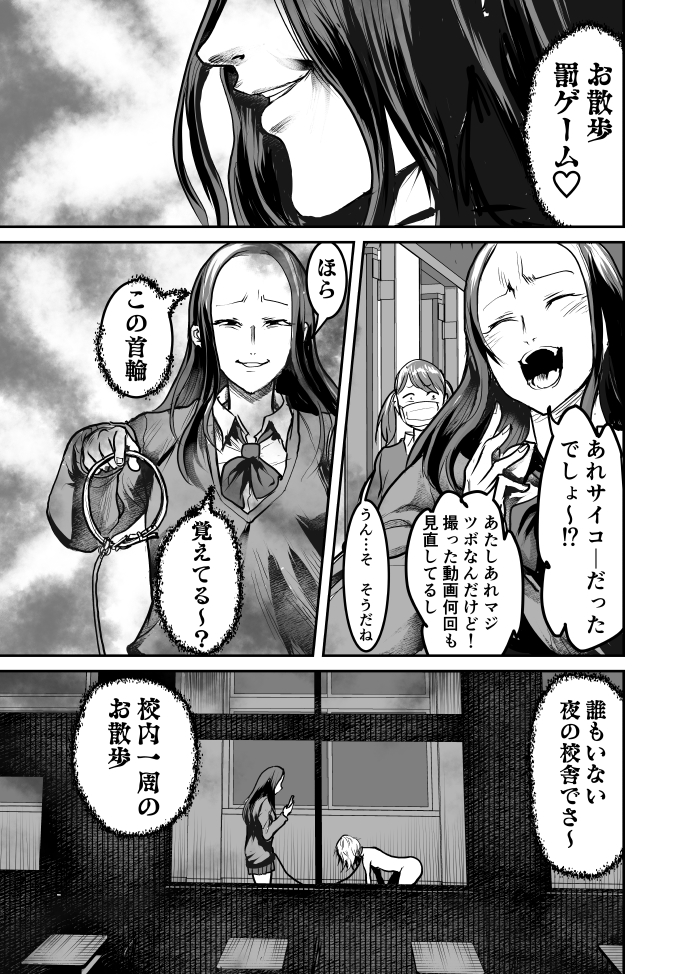 お散歩
罰ゲーム♡
あれサイコーだった
でしょ～!?
あたしあれマジ
ツボなんだけど！
撮った動画何回も
見直してるし
うん…そ　そうだね
ほら
この首輪
覚えてる～？
誰もいない
夜の校舎でさ～
校内一周の
お散歩